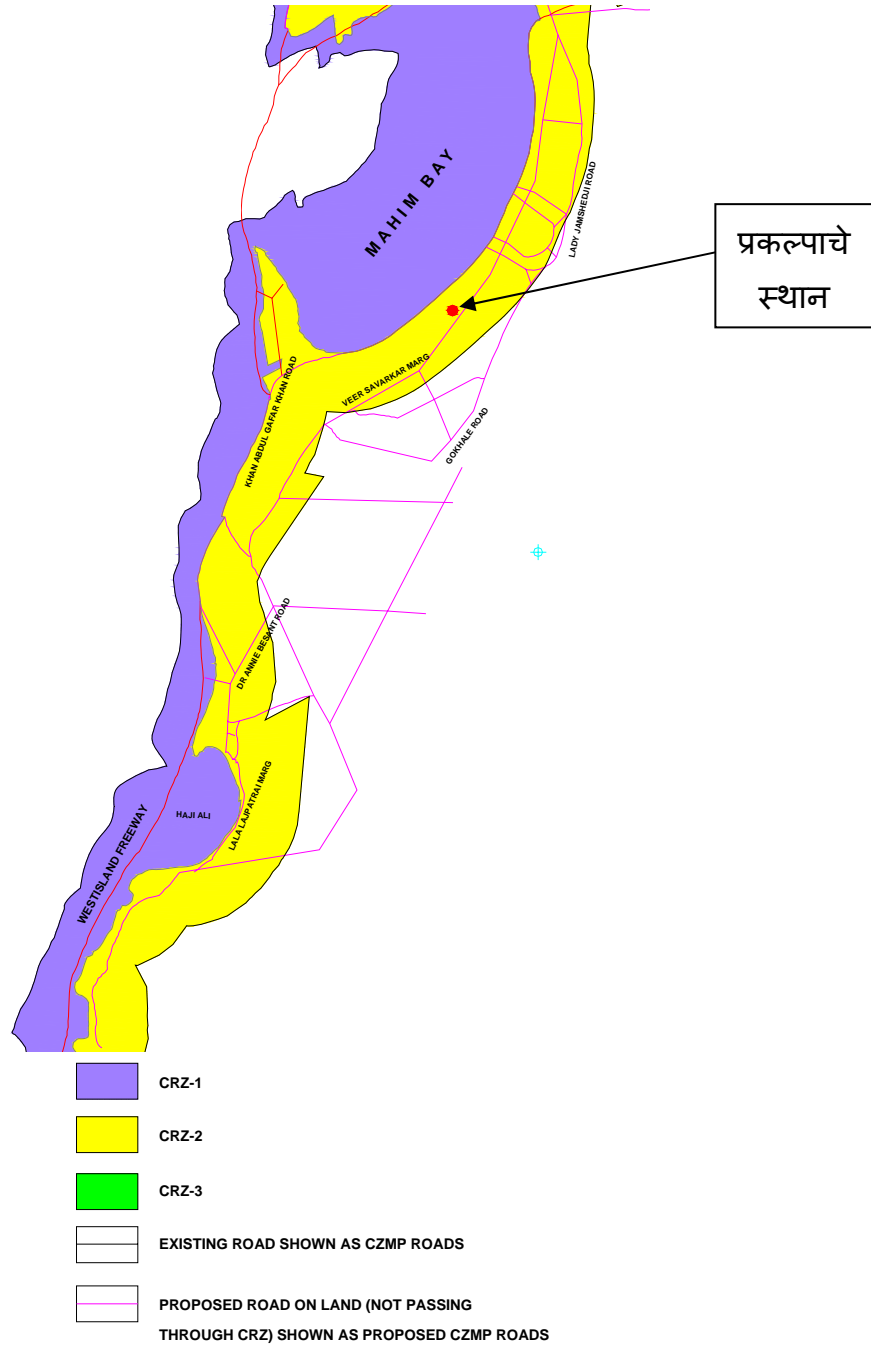 MAHIM BAY
LADY JAMSHEDJI ROAD
प्रकल्पाचे
स्थान
VEER SAVARKAR MARG
KHAN ABDUL GAFAR KHAN ROAD
GOKHALE ROAD
DR ANNIE BESANT ROAD
LALA LAJPATRAI MARG
HAJI ALI
WESTISLAND FREEWAY
CRZ-1
CRZ-2
CRZ-3
EXISTING ROAD SHOWN AS CZMP ROADS
PROPOSED ROAD ON LAND (NOT PASSING
THROUGH CRZ) SHOWN AS PROPOSED CZMP ROADS